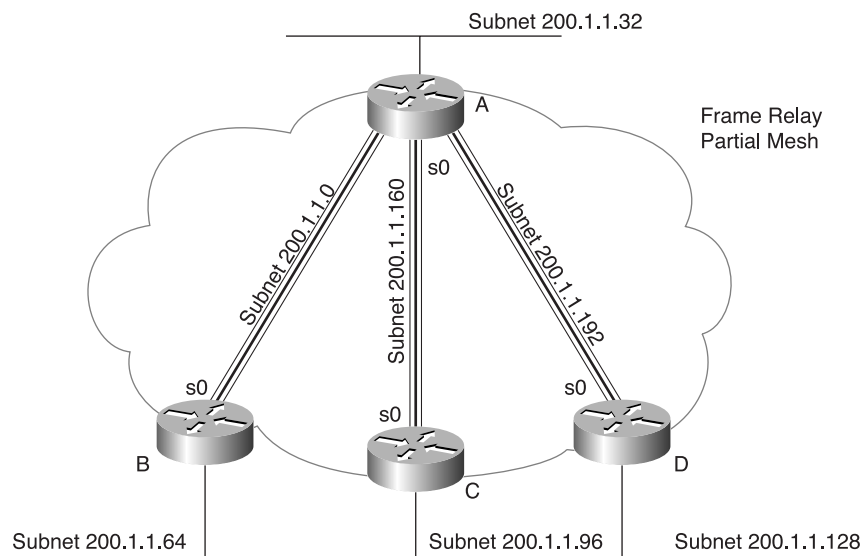 Subnet 200.1.1.32
A
Frame Relay
Partial Mesh
s0
Subnet 200.1.1.0
Subnet 200.1.1.160
Subnet 200.1.1.192
s0
s0
s0
B
C
D
Subnet 200.1.1.64
Subnet 200.1.1.96
Subnet 200.1.1.128